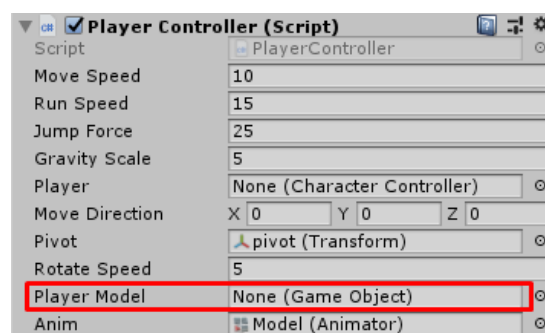 Player Controller (Script)
Script PlayerController
Move Speed 10
Run Speed 15
Jump Force 25
Gravity Scale 5
Player None (Character Controller)
Move Direction X 0 Y 0 Z 0
Pivot pivot (Transform)
Rotate Speed 5
Player Model None (Game Object)
Anim Model (Animator)